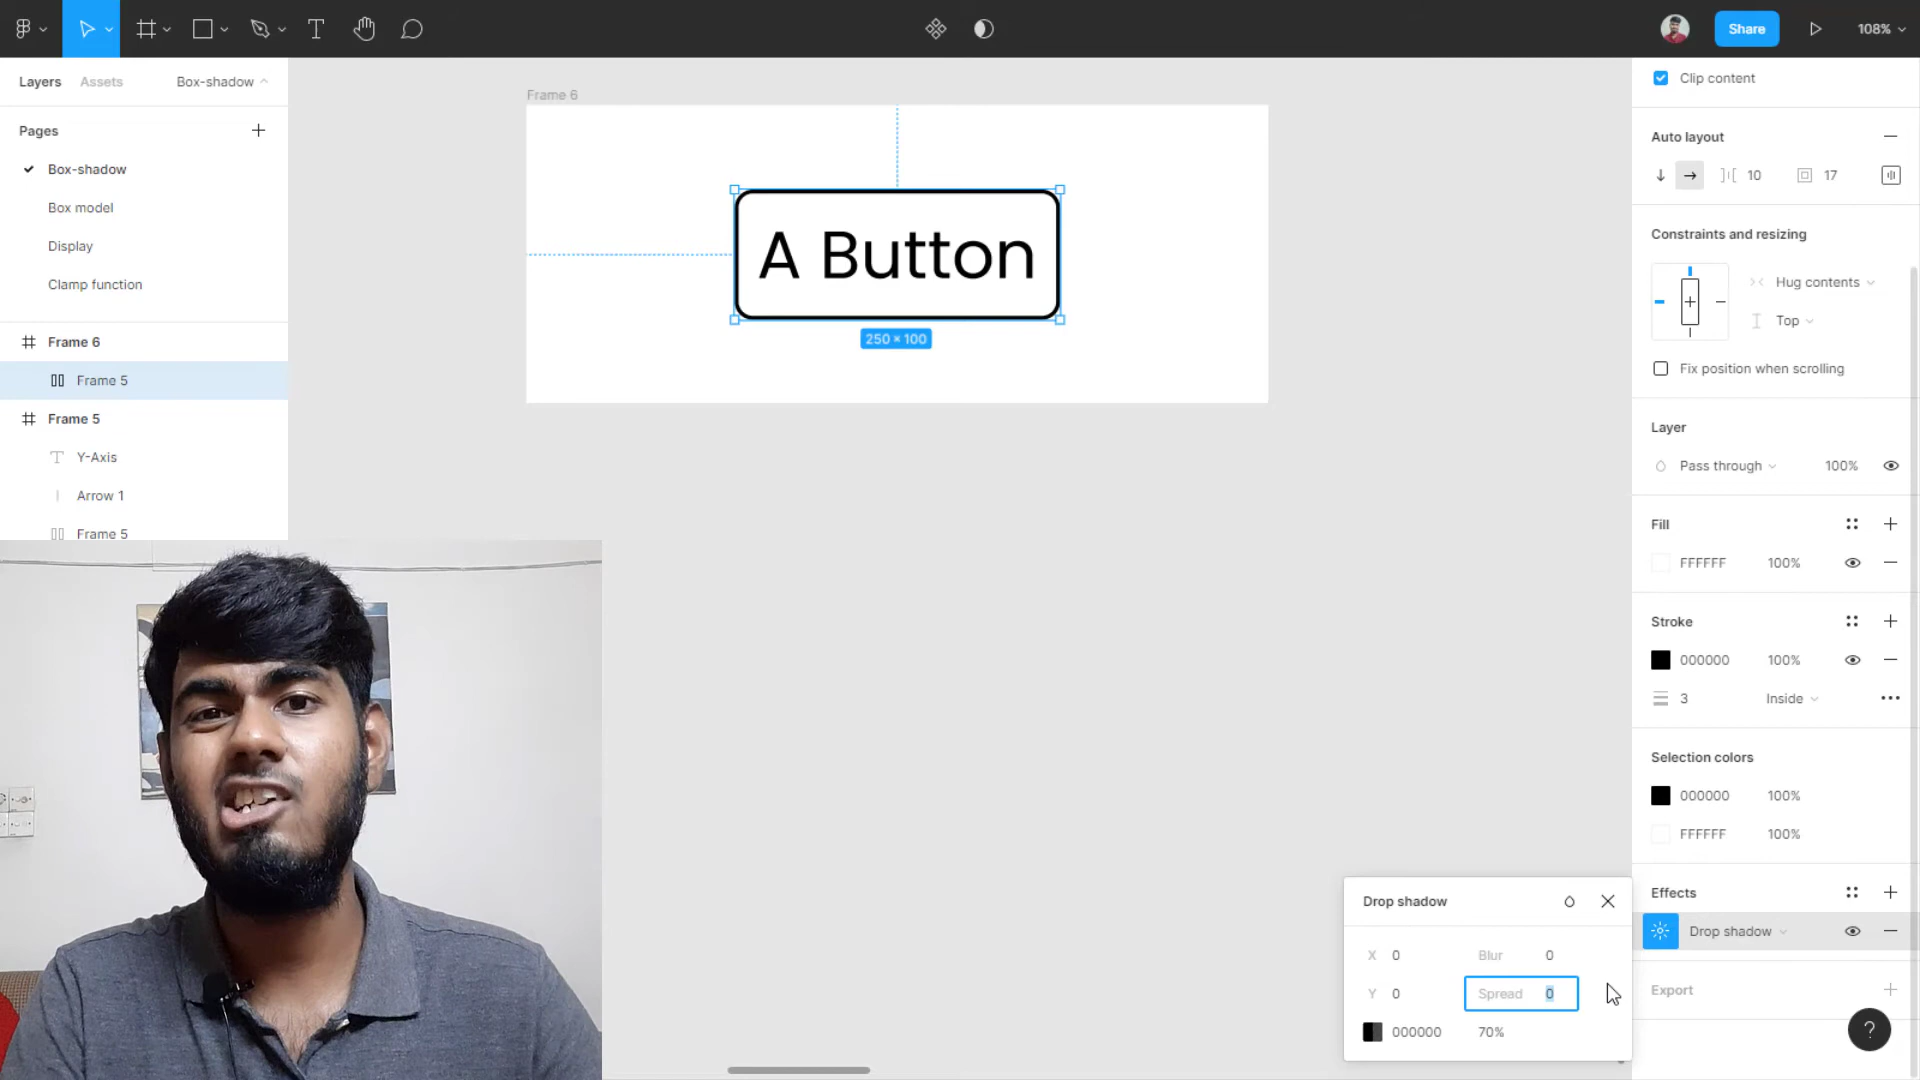 Share
108%
Layers
Assets
Box-shadow
Pages
Box-shadow
Box model
Display
Clamp function
Frame 6
Frame 5
Frame 5
Y-Axis
Arrow 1
Frame 5
Frame 6
A Button
250 × 100
Clip content
Auto layout
10
17
Constraints and resizing
Hug contents
Top
Fix position when scrolling
Layer
Pass through
100%
Fill
FFFFFF
100%
Stroke
000000
100%
3
Inside
Selection colors
000000
100%
FFFFFF
100%
Effects
Drop shadow
Export
?
Drop shadow
X 0
Blur 0
Y 0
Spread 0
000000
70%